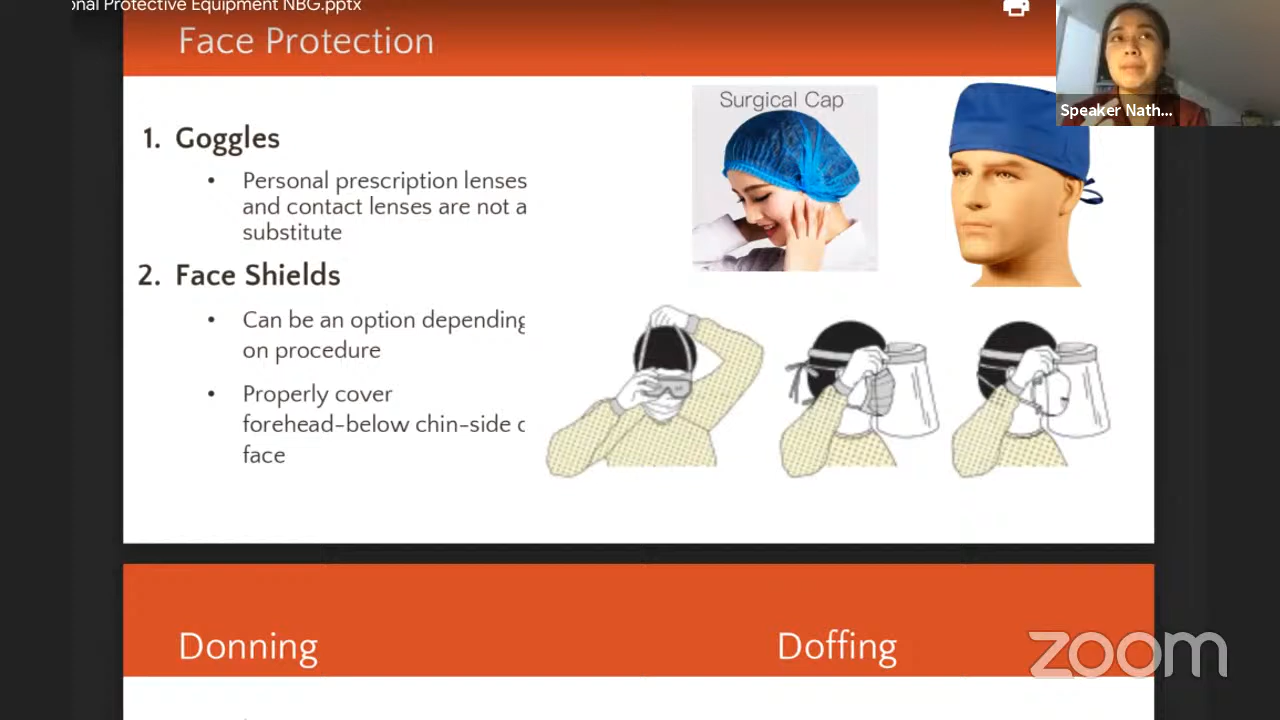 onal Protective Equipment NBG.pptx
Face Protection
Surgical Cap
Speaker Nath...
1. Goggles
• Personal prescription lenses
and contact lenses are not a
substitute
2. Face Shields
• Can be an option depending
on procedure
• Properly cover
forehead-below chin-side
face
Donning
Doffing
zoom